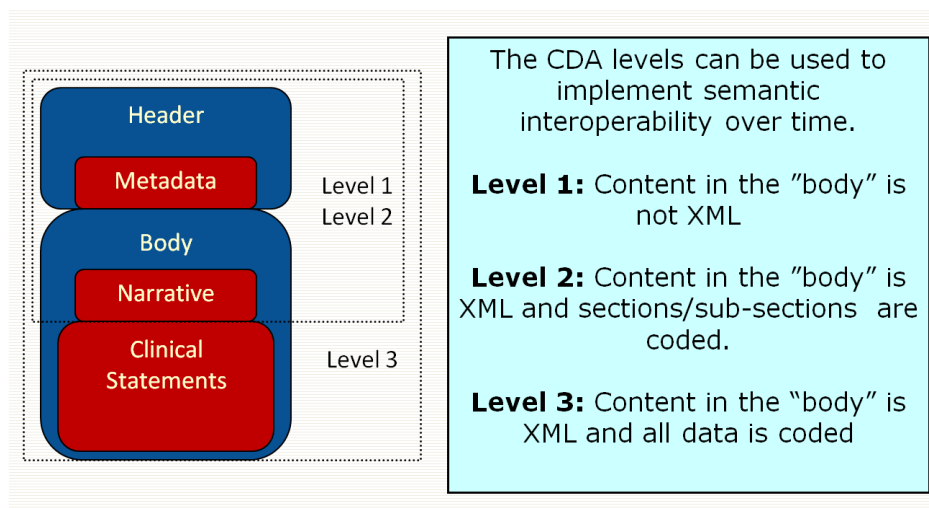 Header
Metadata
Body
Narrative
Clinical
Statements
Level 1
Level 2
Level 3
The CDA levels can be used to
implement semantic
interoperability over time.
Level 1: Content in the ”body” is
not XML
Level 2: Content in the ”body” is
XML and sections/sub-sections are
coded.
Level 3: Content in the “body” is
XML and all data is coded